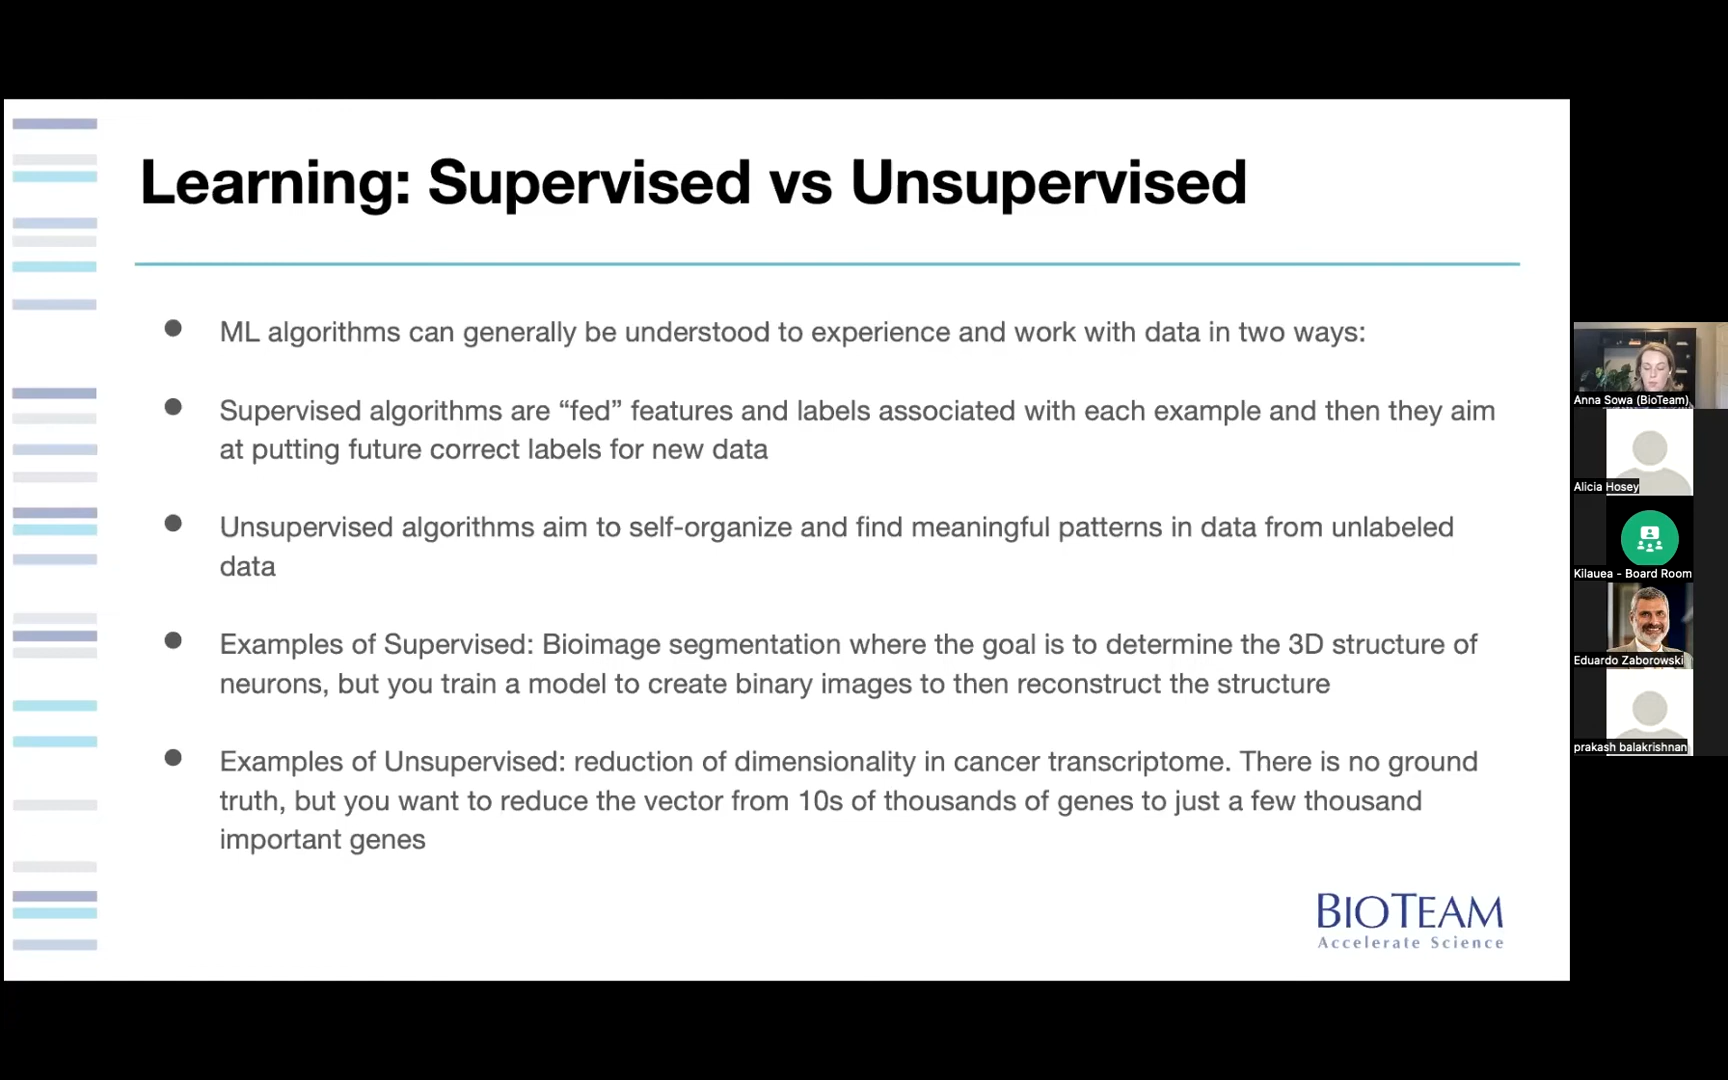 Learning: Supervised vs Unsupervised
ML algorithms can generally be understood to experience and work with data in two ways:
Supervised algorithms are “fed” features and labels associated with each example and then they aim
at putting future correct labels for new data
Unsupervised algorithms aim to self-organize and find meaningful patterns in data from unlabeled
data
Examples of Supervised: Bioimage segmentation where the goal is to determine the 3D structure of
neurons, but you train a model to create binary images to then reconstruct the structure
Examples of Unsupervised: reduction of dimensionality in cancer transcriptome. There is no ground
truth, but you want to reduce the vector from 10s of thousands of genes to just a few thousand
important genes
BIOTEAM
Accelerate Science
Anna Sowa (BioTeam)
Alicia Hosey
Kilauea - Board Room
Eduardo Zaborowski
prakash balakrishnan